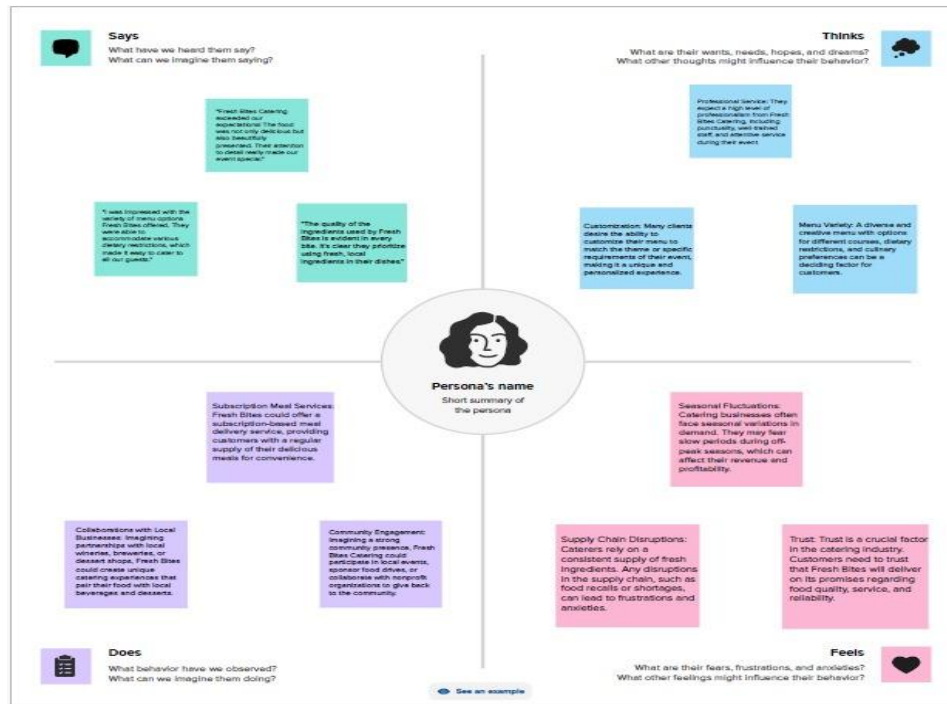 Says
What have we heard them say?
What can we imagine them saying?
"Fresh Bites Catering
exceeded our
expectations! The food
was not only delicious but
also beautifully
presented. Their attention
to detail really made our
event special."
"I was impressed with the
variety of menu options
Fresh Bites offered. They
were able to
accommodate various
dietary restrictions, which
made it easy to cater to
all our guests."
"The quality of the
ingredients used by Fresh
Bites is evident in every
bite. It's clear they prioritize
using fresh, local
ingredients in their dishes."
Thinks
What are their wants, needs, hopes, and dreams?
What other thoughts might influence their behavior?
Professional Service: They
expect a high level of
professionalism from Fresh
Bites Catering, including
punctuality, well-trained
staff, and attentive service
during their event.
Customization: Many clients
desire the ability to
customize their menu to
match the theme or specific
requirements of their event,
making it a unique and
personalized experience.
Menu Variety: A diverse and
creative menu with options
for different courses, dietary
restrictions, and culinary
preferences can be a
deciding factor for
customers.
Persona's name
Short summary of
the persona
Subscription Meal Services:
Fresh Bites could offer a
subscription-based meal
delivery service, providing
customers with a regular
supply of their delicious
meals for convenience.
Collaborations with Local
Businesses: Imagining
partnerships with local
wineries, breweries, or
dessert shops, Fresh Bites
could create unique
catering experiences that
pair their food with local
beverages and desserts.
Community Engagement:
Imagining a strong
community presence, Fresh
Bites Catering could
participate in local events,
sponsor food drives, or
collaborate with nonprofit
organizations to give back
to the community.
Does
What behavior have we observed?
What can we imagine them doing?
Seasonal Fluctuations:
Catering businesses often
face seasonal variations in
demand. They may fear
slow periods during off-
peak seasons, which can
affect their revenue and
profitability.
Supply Chain Disruptions:
Caterers rely on a
consistent supply of fresh
ingredients. Any disruptions
in the supply chain, such as
food recalls or shortages,
can lead to frustrations and
anxieties.
Trust: Trust is a crucial factor
in the catering industry.
Customers need to trust
that Fresh Bites will deliver
on its promises regarding
food quality, service, and
reliability.
Feels
What are their fears, frustrations, and anxieties?
What other feelings might influence their behavior?
See an example